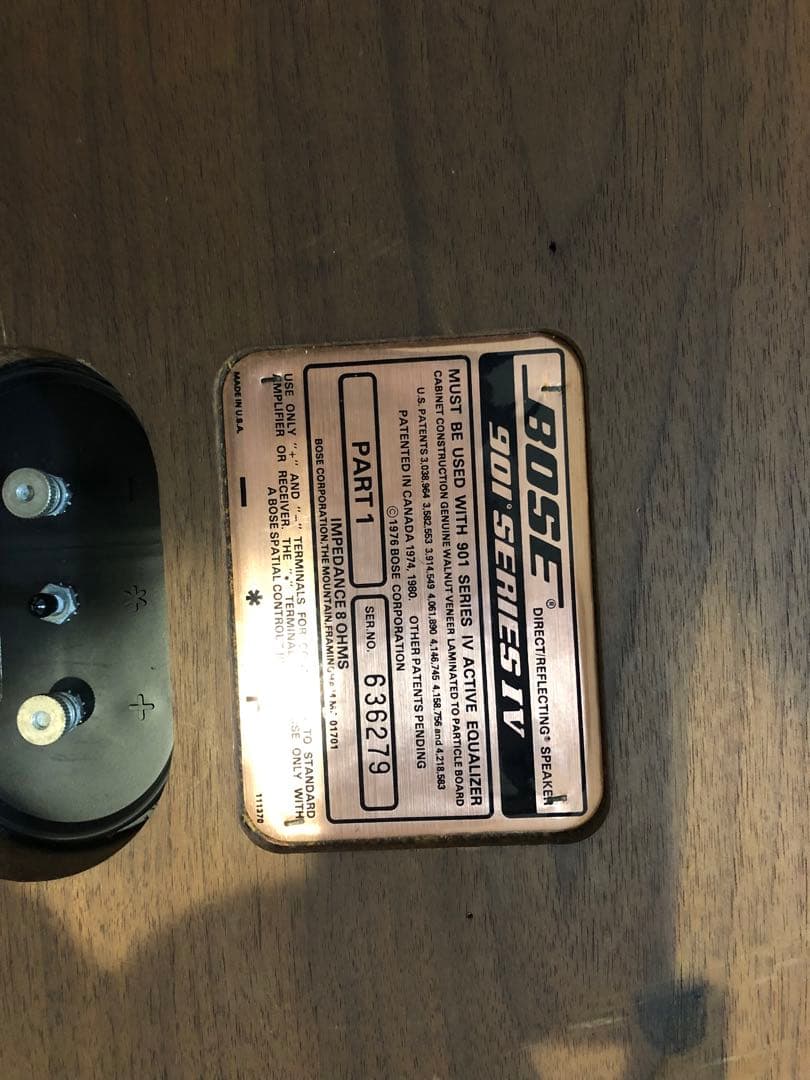 BOSE® DIRECT/REFLECTING® SPEAKER
901® SERIES IV
MUST BE USED WITH 901 SERIES IV ACTIVE EQUALIZER
CABINET CONSTRUCTION GENUINE WALNUT VENEER LAMINATED TO PARTICLE BOARD
U.S. PATENTS 3,038,964 3,582,553 3,914,549 4,061,890 4,146,745 4,158,756 and 4,218,583
PATENTED IN CANADA 1974, 1980. OTHER PATENTS PENDING
©1976 BOSE CORPORATION
PART 1 SER.NO. 636279
IMPEDANCE 8 OHMS
BOSE CORPORATION, THE MOUNTAIN, 01701
USE ONLY "+" AND "–" TERMINALS FOR TO STANDARD
AMPLIFIER OR RECEIVER. THE "•" TERMINAL ONLY WITH
A BOSE SPATIAL CONTROL
MADE IN U.S.A. 111370
– * 
* +